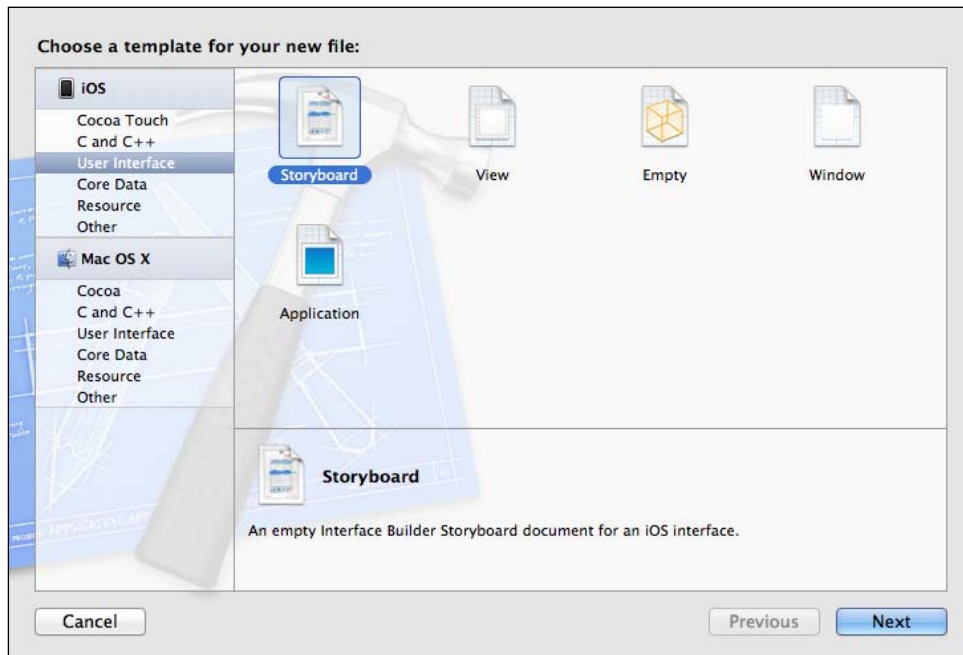 Choose a template for your new file:
iOS
Cocoa Touch
C and C++
User Interface
Core Data
Resource
Other
Mac OS X
Cocoa
C and C++
User Interface
Core Data
Resource
Other
Storyboard
View
Empty
Window
Application
Storyboard
An empty Interface Builder Storyboard document for an iOS interface.
Cancel
Previous
Next